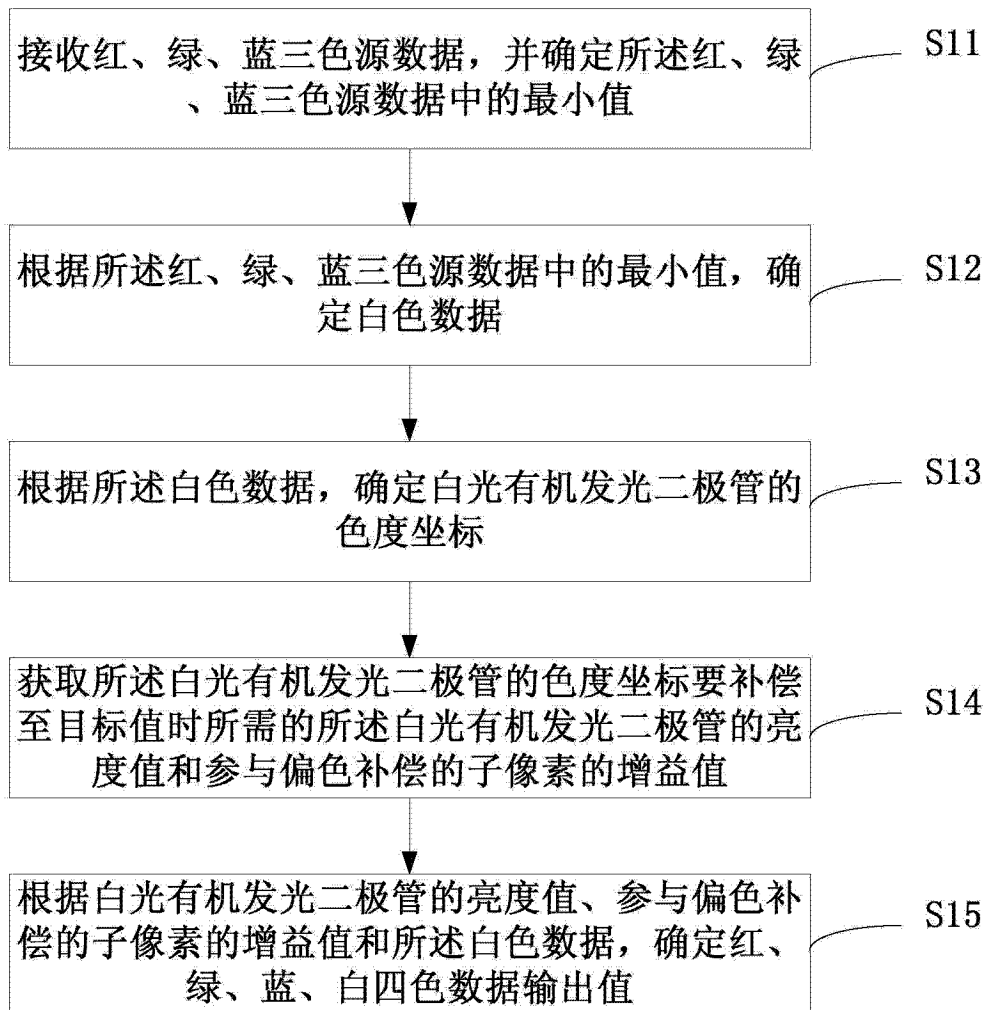 接收红、绿、蓝三色源数据，并确定所述红、绿
、蓝三色源数据中的最小值
S11
根据所述红、绿、蓝三色源数据中的最小值，确
定白色数据
S12
根据所述白色数据，确定白光有机发光二极管的
色度坐标
S13
获取所述白光有机发光二极管的色度坐标要补偿
至目标值时所需的所述白光有机发光二极管的亮
度值和参与偏色补偿的子像素的增益值
S14
根据白光有机发光二极管的亮度值、参与偏色补
偿的子像素的增益值和所述白色数据，确定红、
绿、蓝、白四色数据输出值
S15